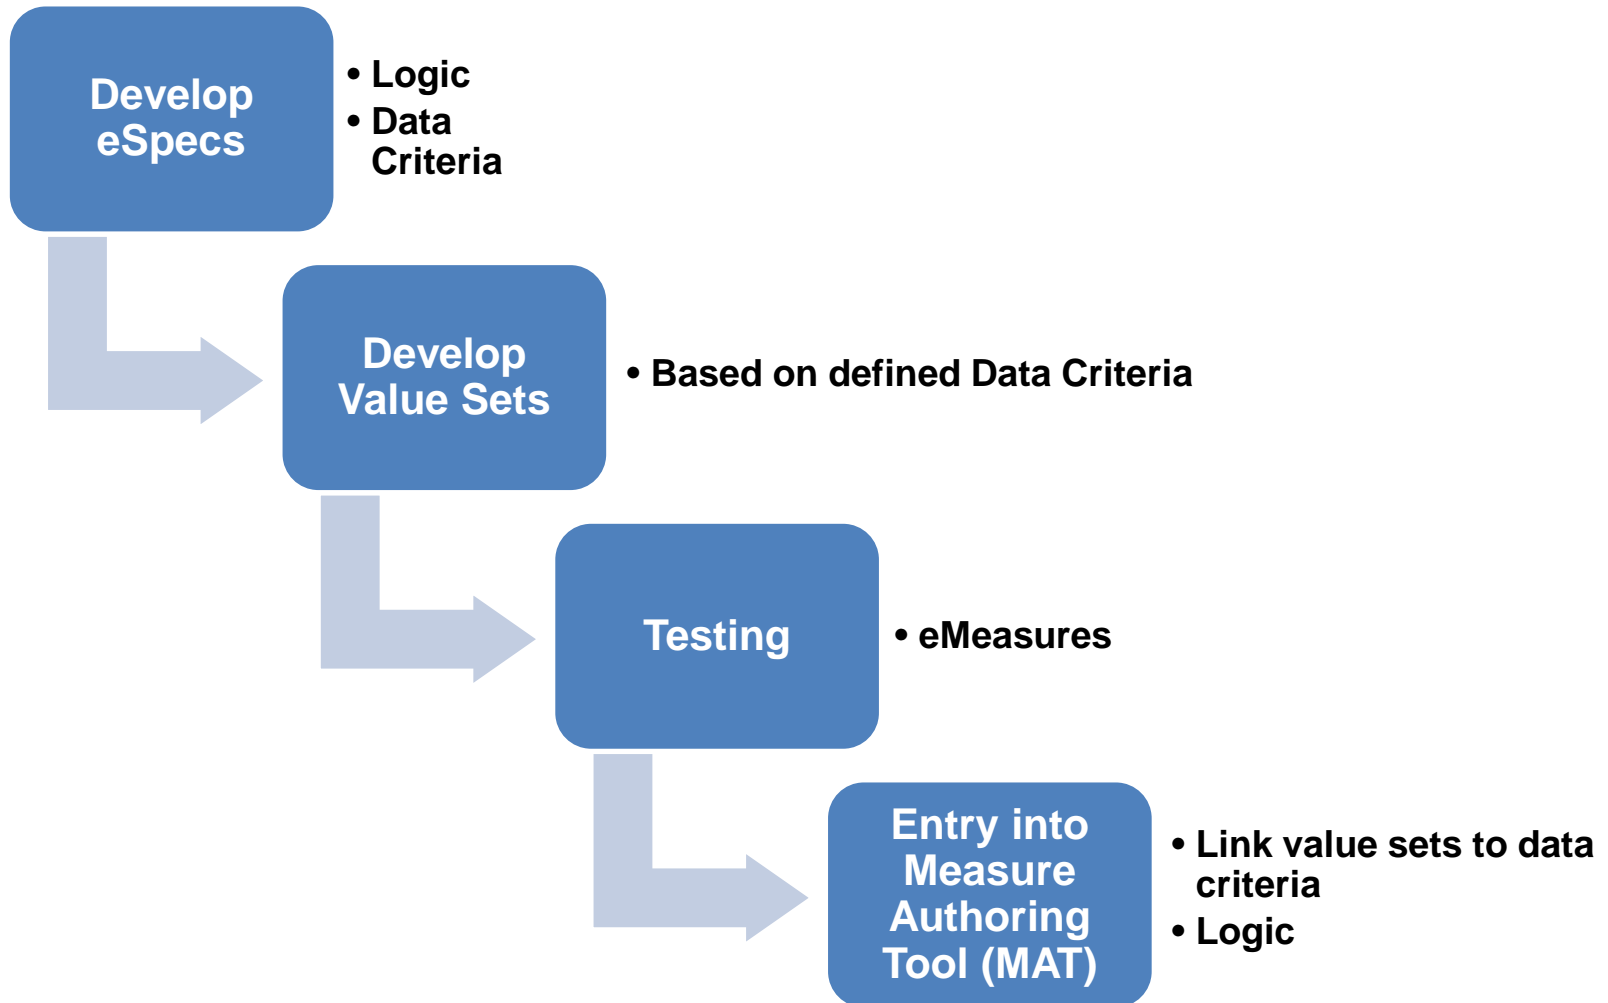 Develop
eSpecs
• Logic
• Data
Criteria
Develop
Value Sets
• Based on defined Data Criteria
Testing
• eMeasures
Entry into
Measure
Authoring
Tool (MAT)
• Link value sets to data
criteria
• Logic